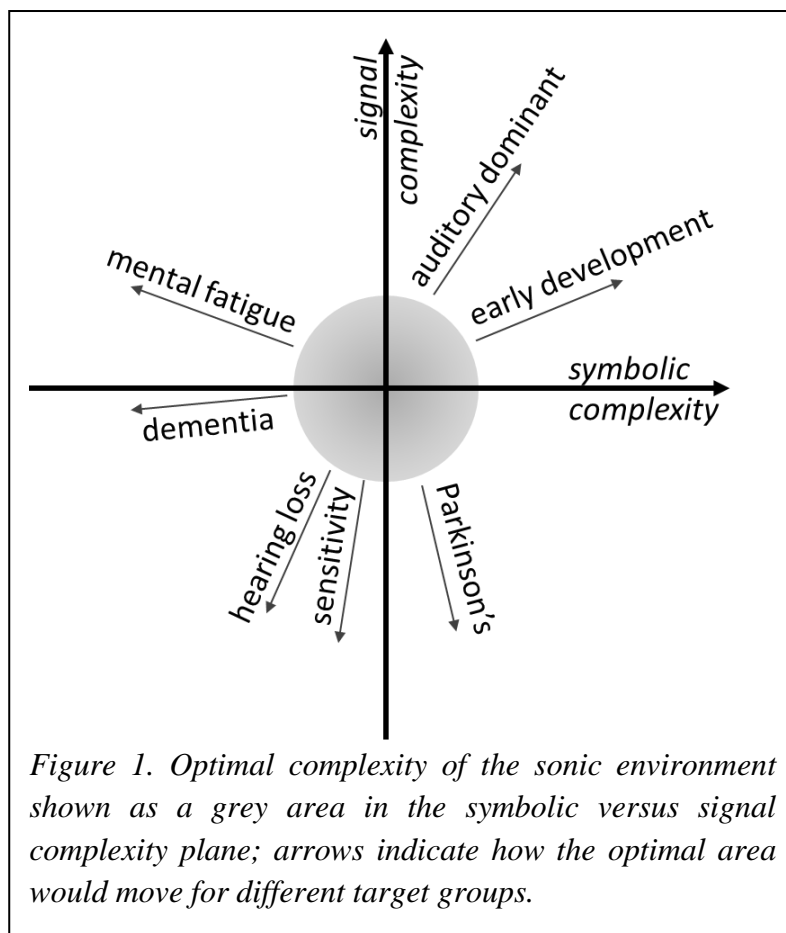 signal
complexity
auditory dominant
early development
mental fatigue
symbolic
complexity
dementia
hearing loss
sensitivity
Parkinson’s
Figure 1. Optimal complexity of the sonic environment
shown as a grey area in the symbolic versus signal
complexity plane; arrows indicate how the optimal area
would move for different target groups.